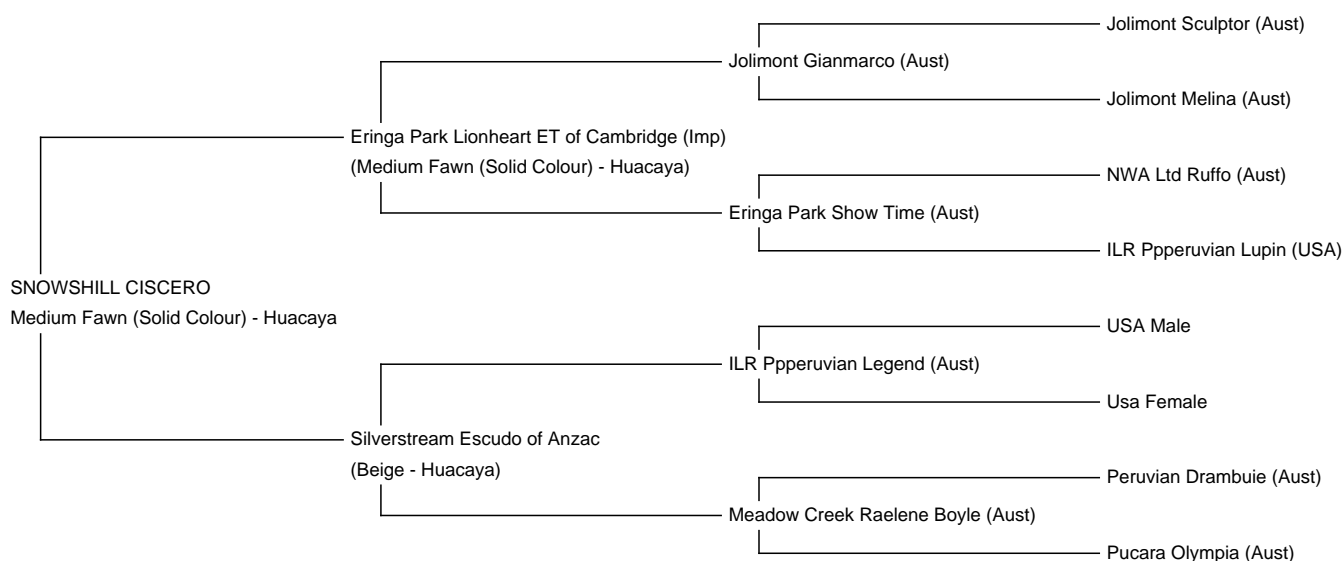 Jolimont Sculptor (Aust)
Jolimont Gianmarco (Aust)
Jolimont Melina (Aust)
Eringa Park Lionheart ET of Cambridge (Imp)
(Medium Fawn (Solid Colour) - Huacaya)
NWA Ltd Ruffo (Aust)
Eringa Park Show Time (Aust)
ILR Ppperuvian Lupin (USA)
SNOWSHILL CISCERO
Medium Fawn (Solid Colour) - Huacaya
USA Male
ILR Ppperuvian Legend (Aust)
Usa Female
Silverstream Escudo of Anzac
(Beige - Huacaya)
Peruvian Drambuie (Aust)
Meadow Creek Raelene Boyle (Aust)
Pucara Olympia (Aust)